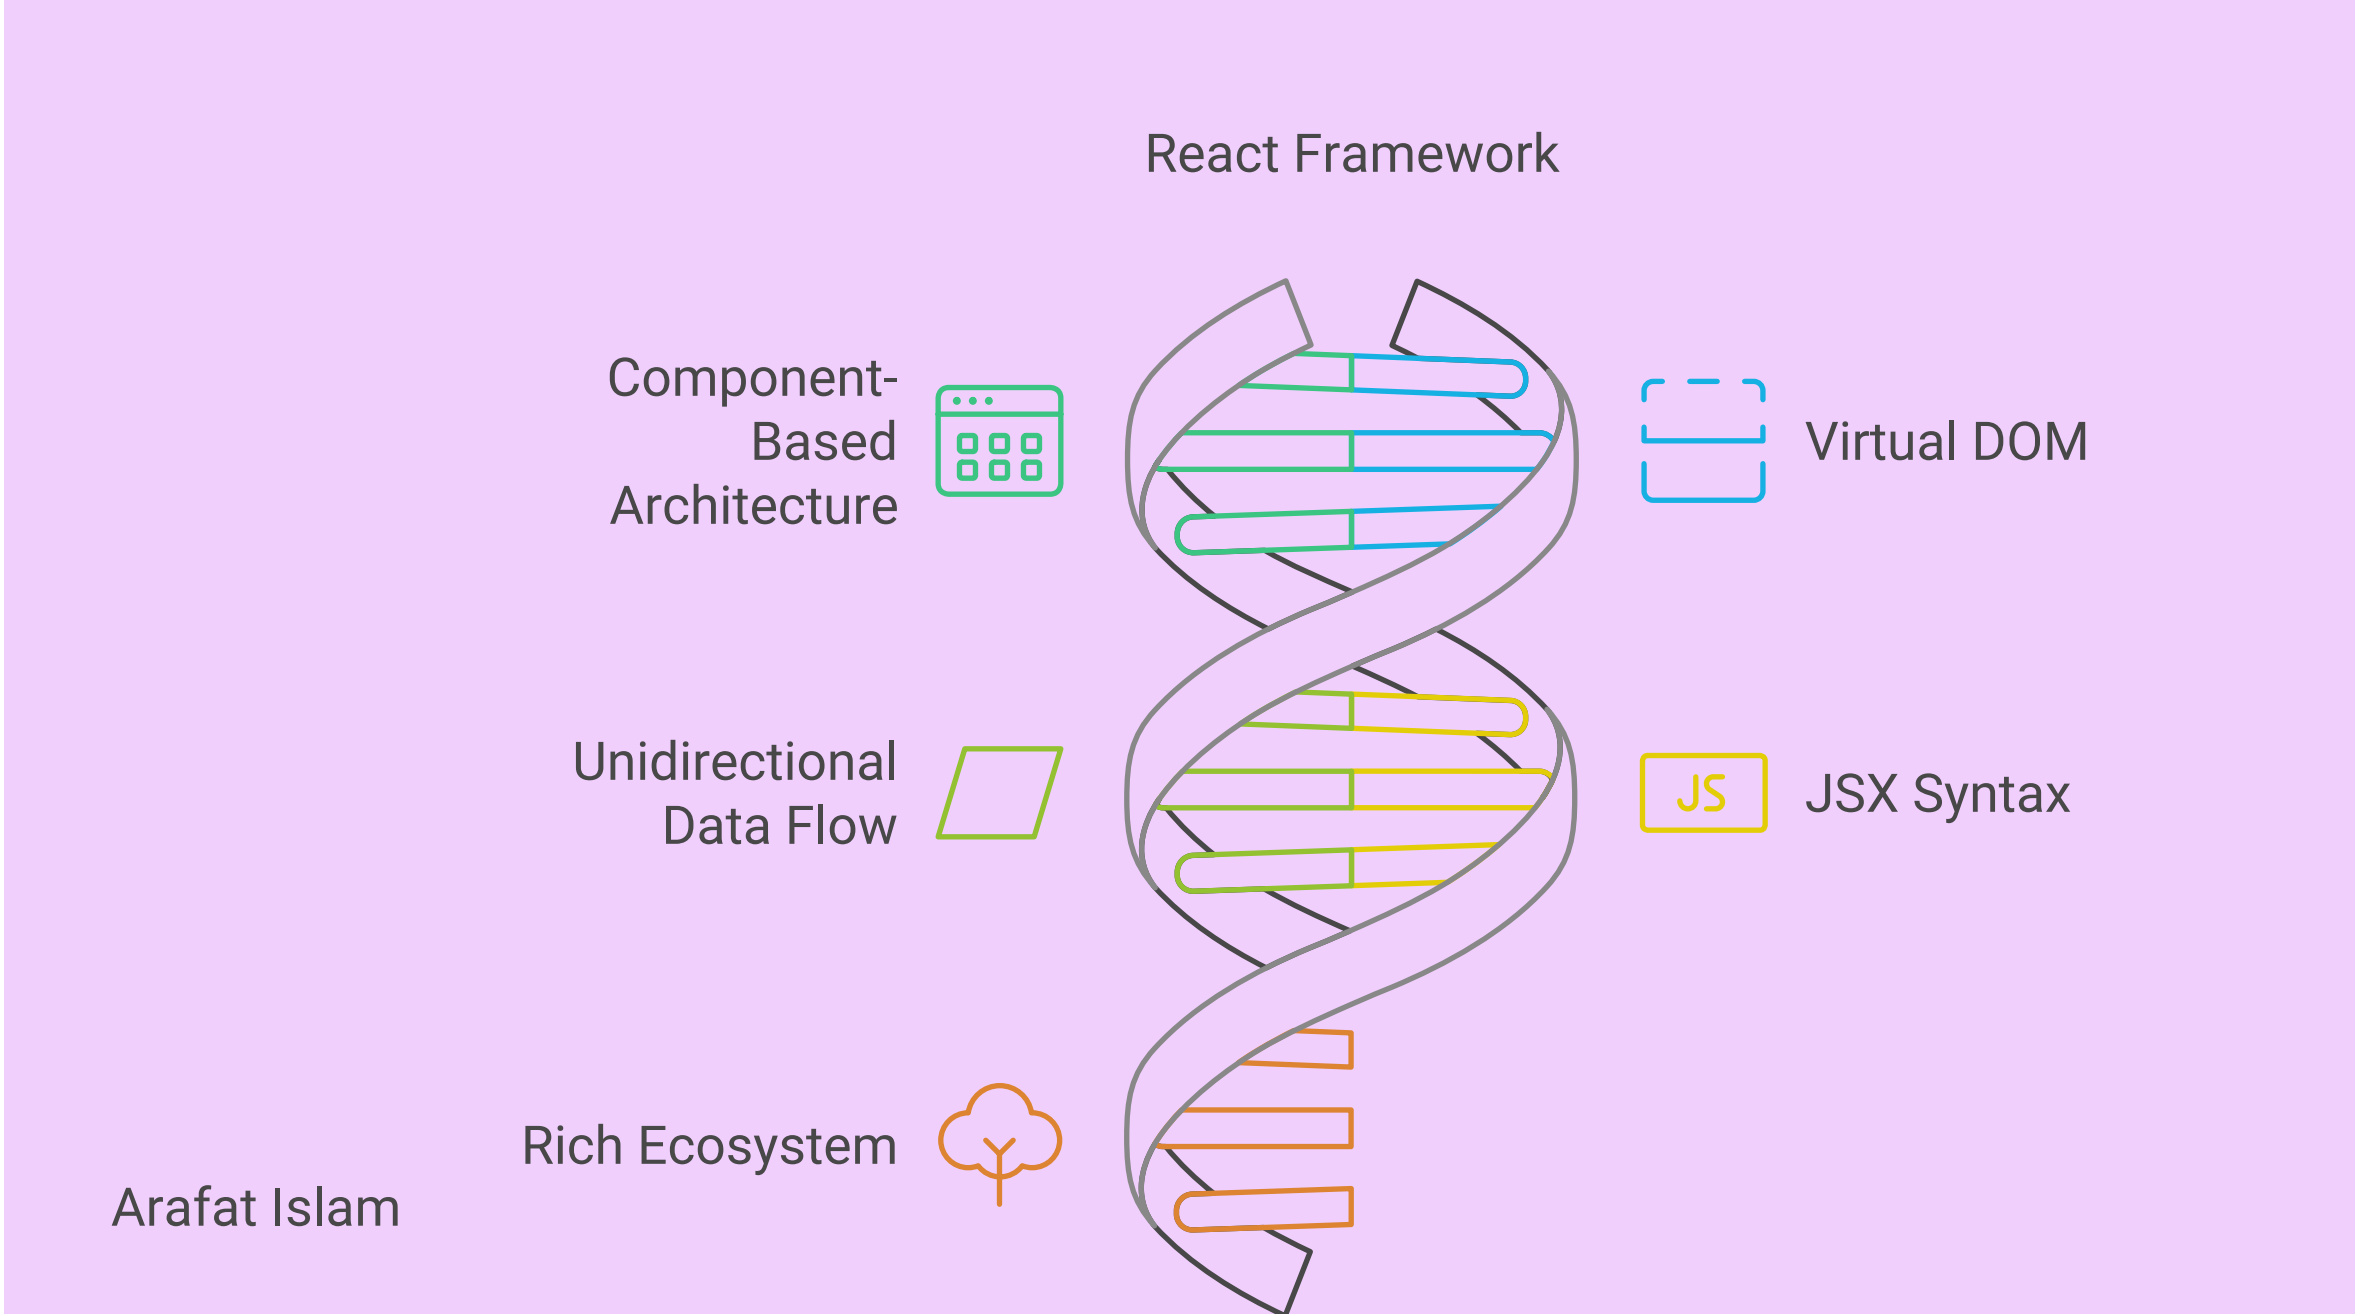 React Framework
Component-
Based
Architecture
Virtual DOM
Unidirectional
Data Flow
JS
JSX Syntax
Rich Ecosystem
Arafat Islam